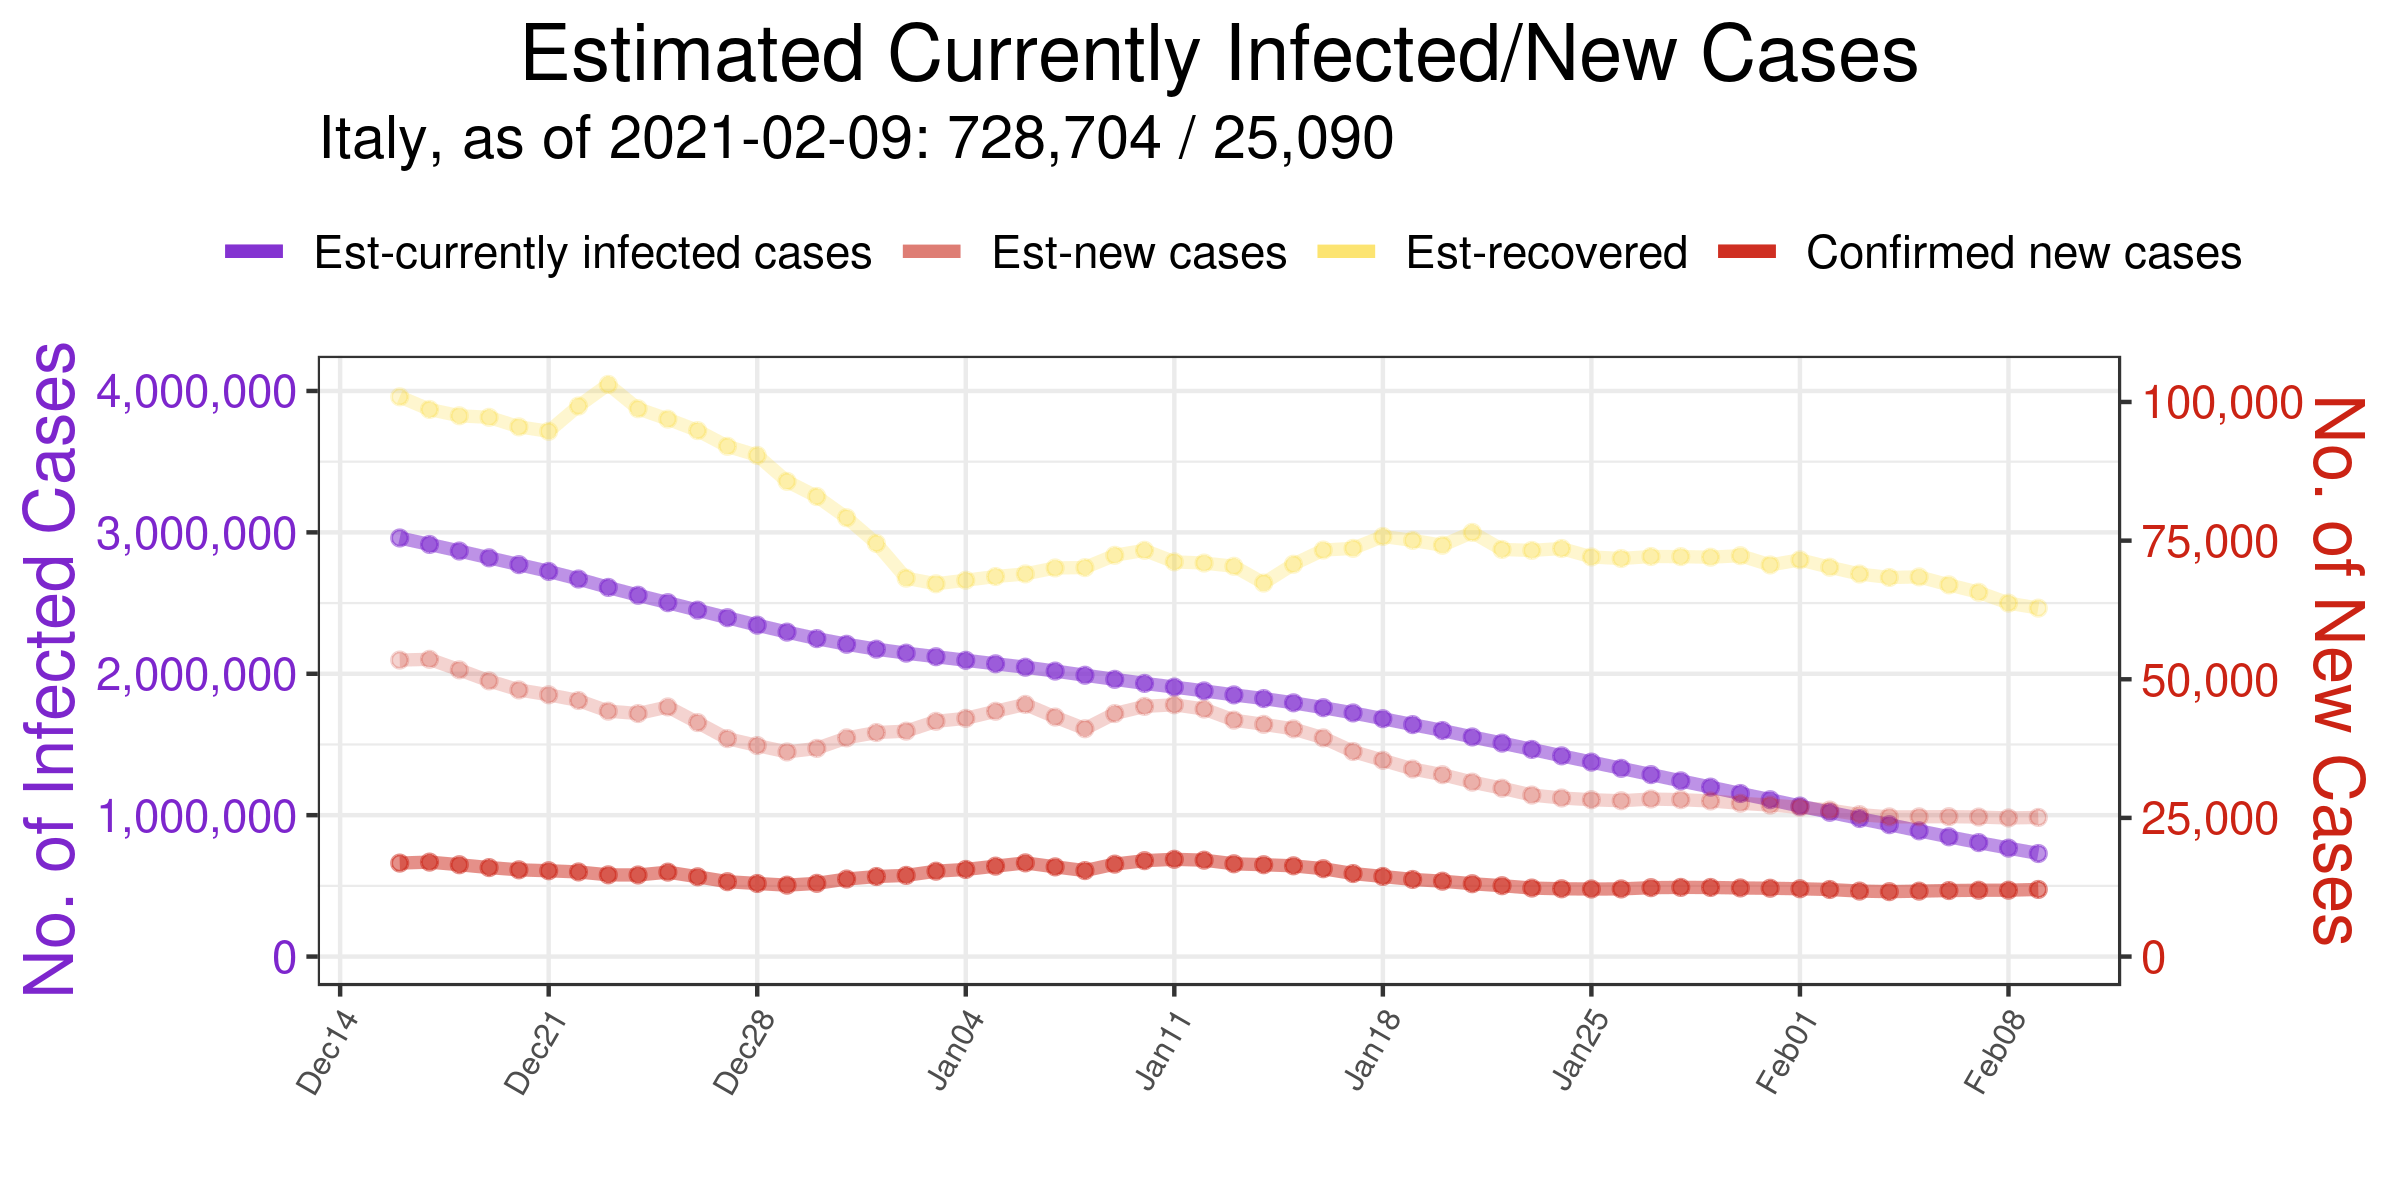 Estimated Currently Infected/New Cases
Italy, as of 2021-02-09: 728,704 / 25,090
Est-currently infected cases Est-new cases Est-recovered Confirmed new cases
No. of Infected Cases
4,000,000
3,000,000
2,000,000
1,000,000
0
100,000
75,000
50,000
25,000
0
No. of New Cases
Dec14 Dec21 Dec28 Jan04 Jan11 Jan18 Jan25 Feb01 Feb08